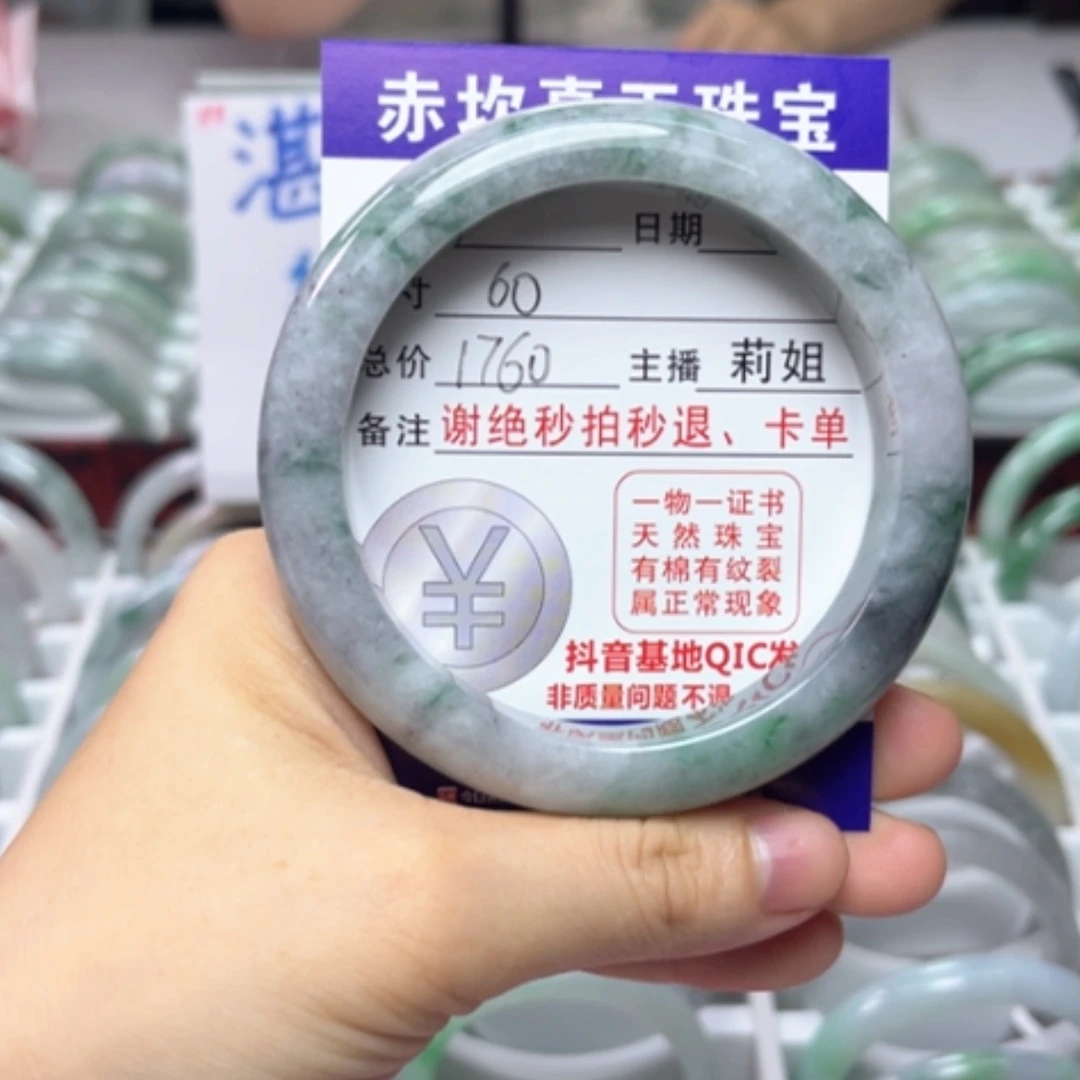 赤坎 珠宝
湛
日期
寸 60
总价 1760 主播 莉姐
备注 谢绝秒拍秒退、卡单
¥
一物一证书
天然珠宝
有棉有纹裂
属正常现象
抖音基地QIC发
非质量问题不退